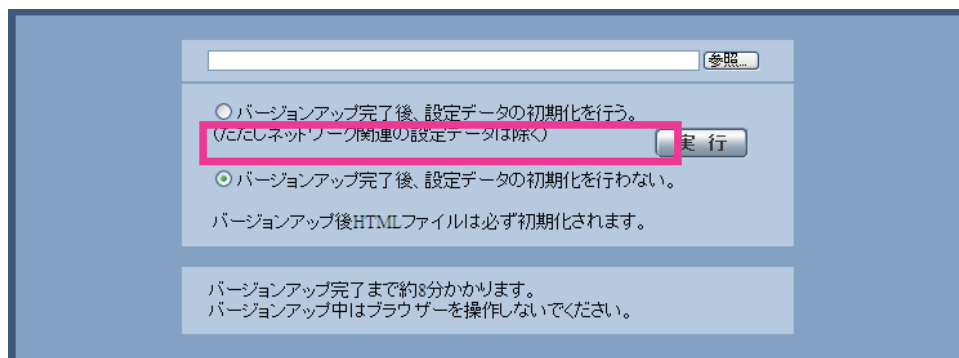 参照...
バージョンアップ完了後、設定データの初期化を行う。
(ただしネットワーク関連の設定データは除く)
実 行
バージョンアップ完了後、設定データの初期化を行わない。
バージョンアップ後HTMLファイルは必ず初期化されます。
バージョンアップ完了まで約8分かかります。
バージョンアップ中はブラウザーを操作しないでください。